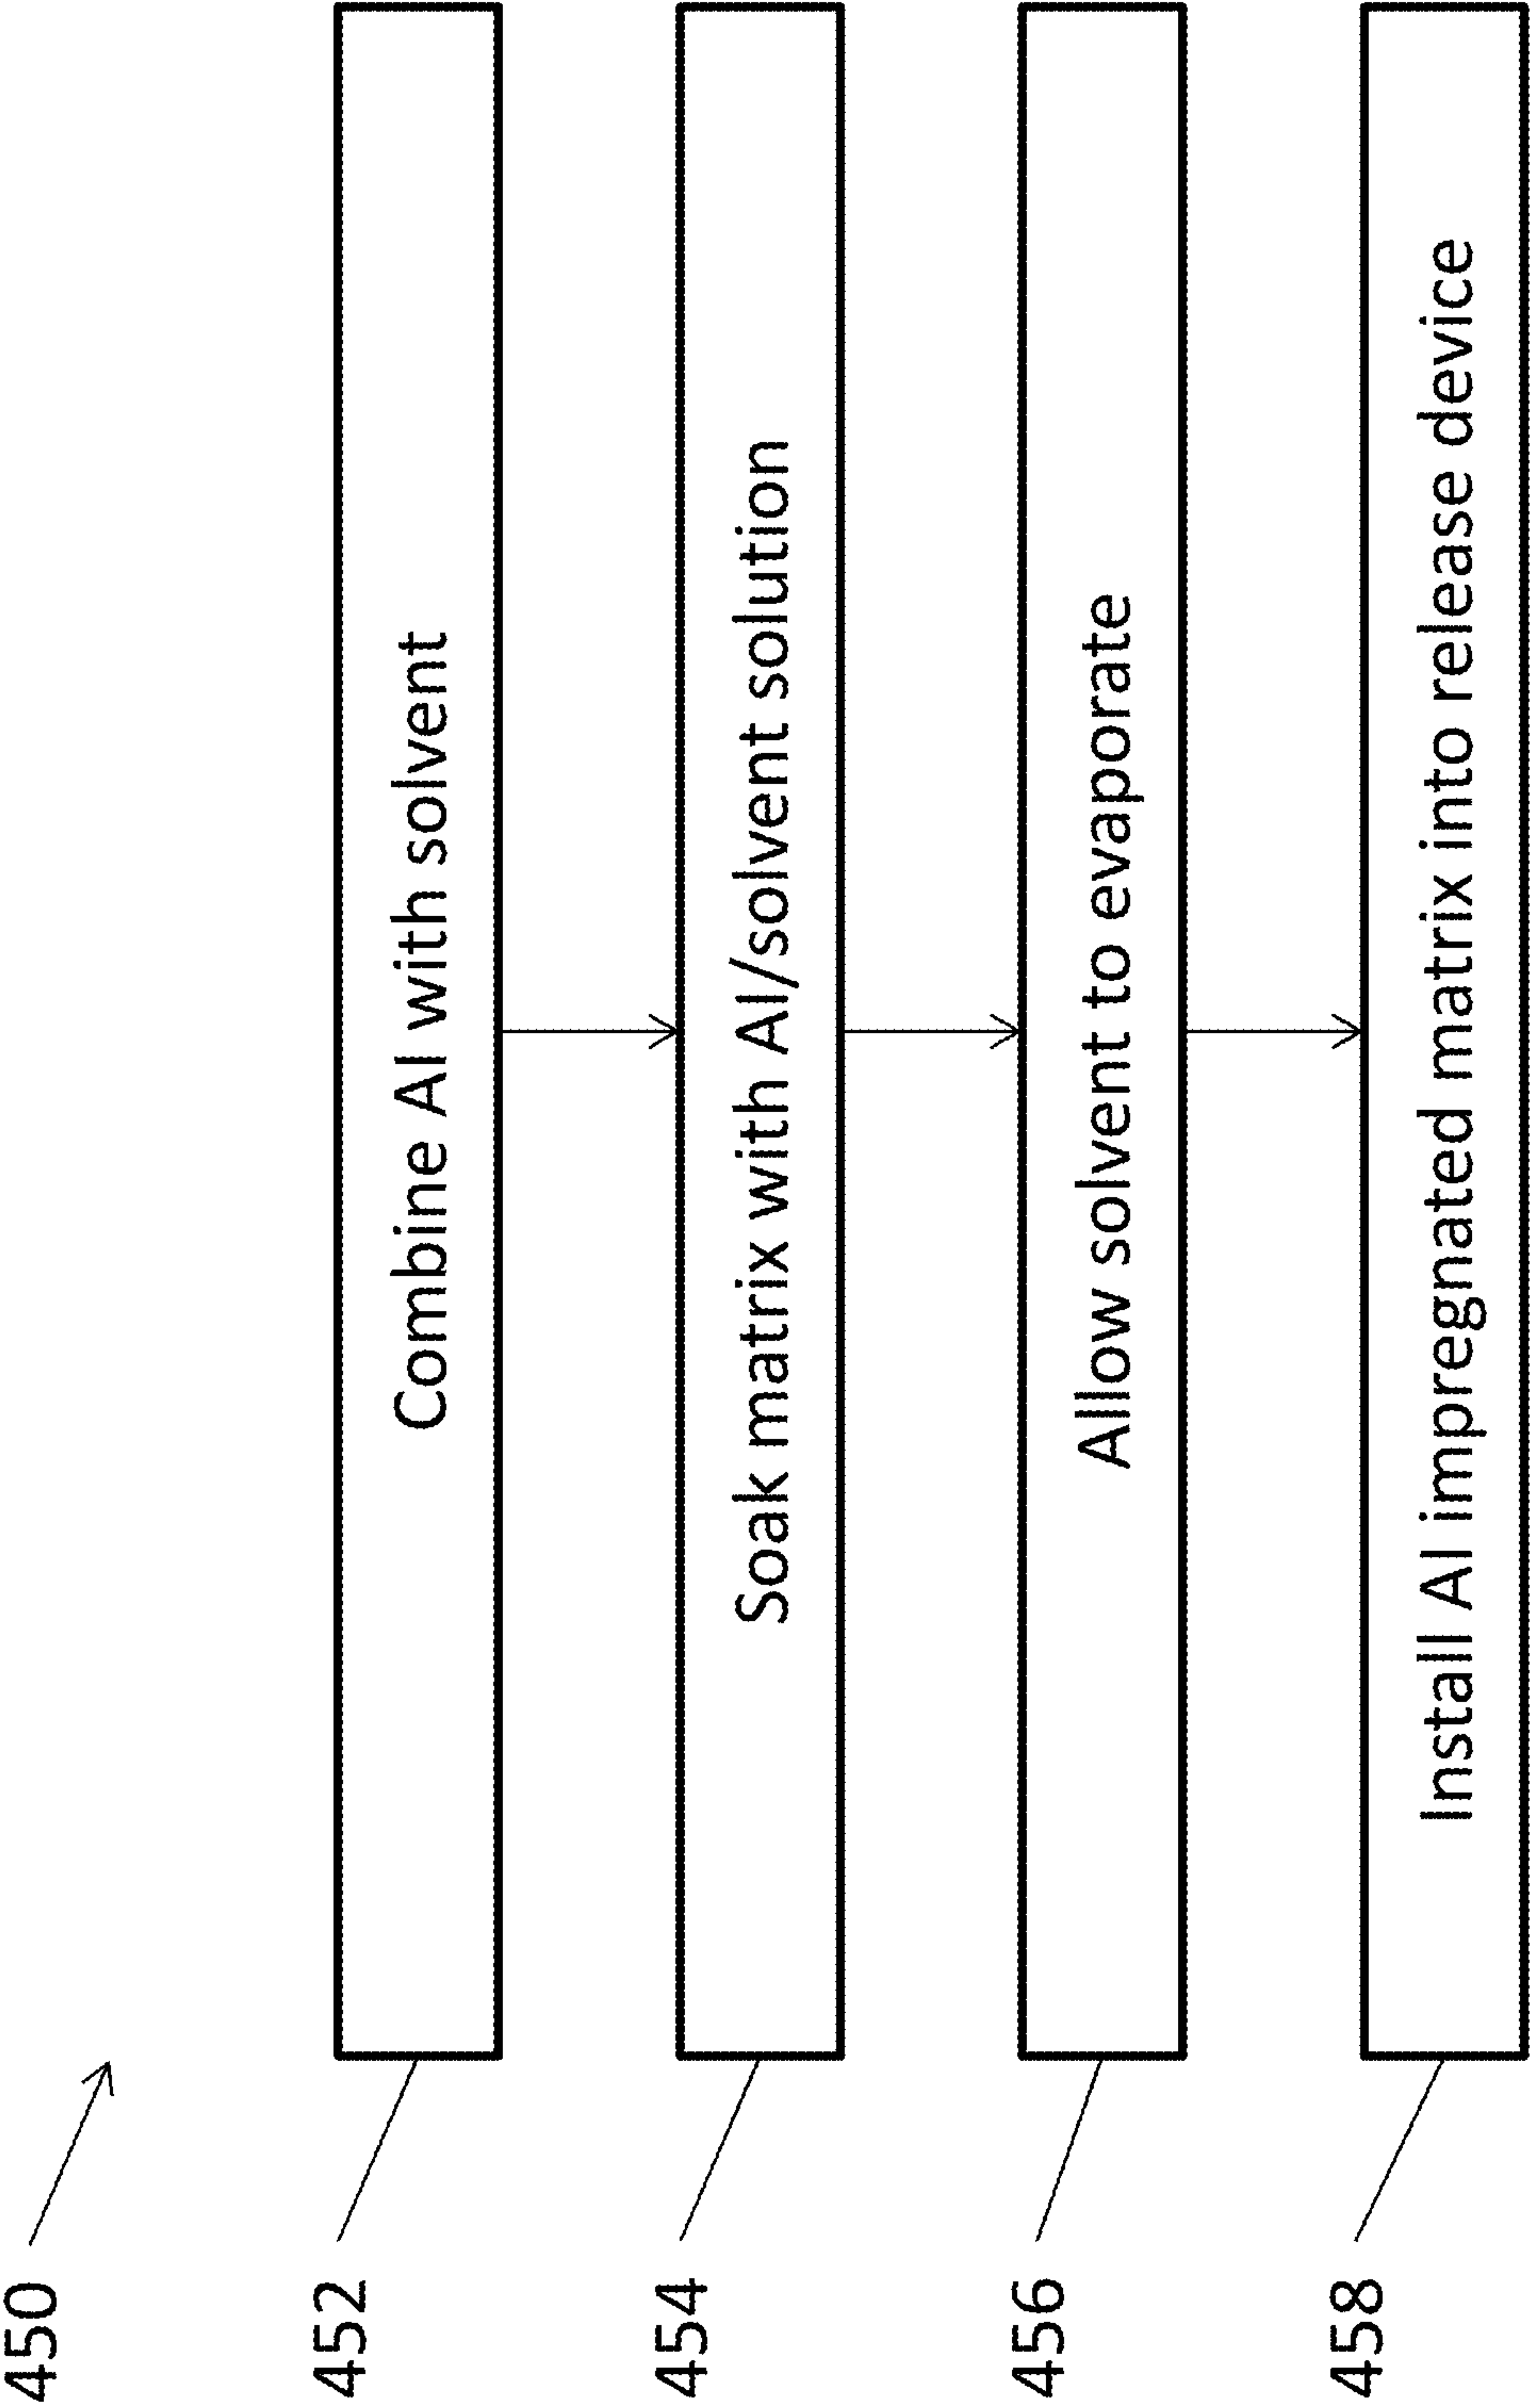 450
452
Combine AI with solvent
454
Soak matrix with AI/solvent solution
456
Allow solvent to evaporate
458
Install AI impregnated matrix into release device